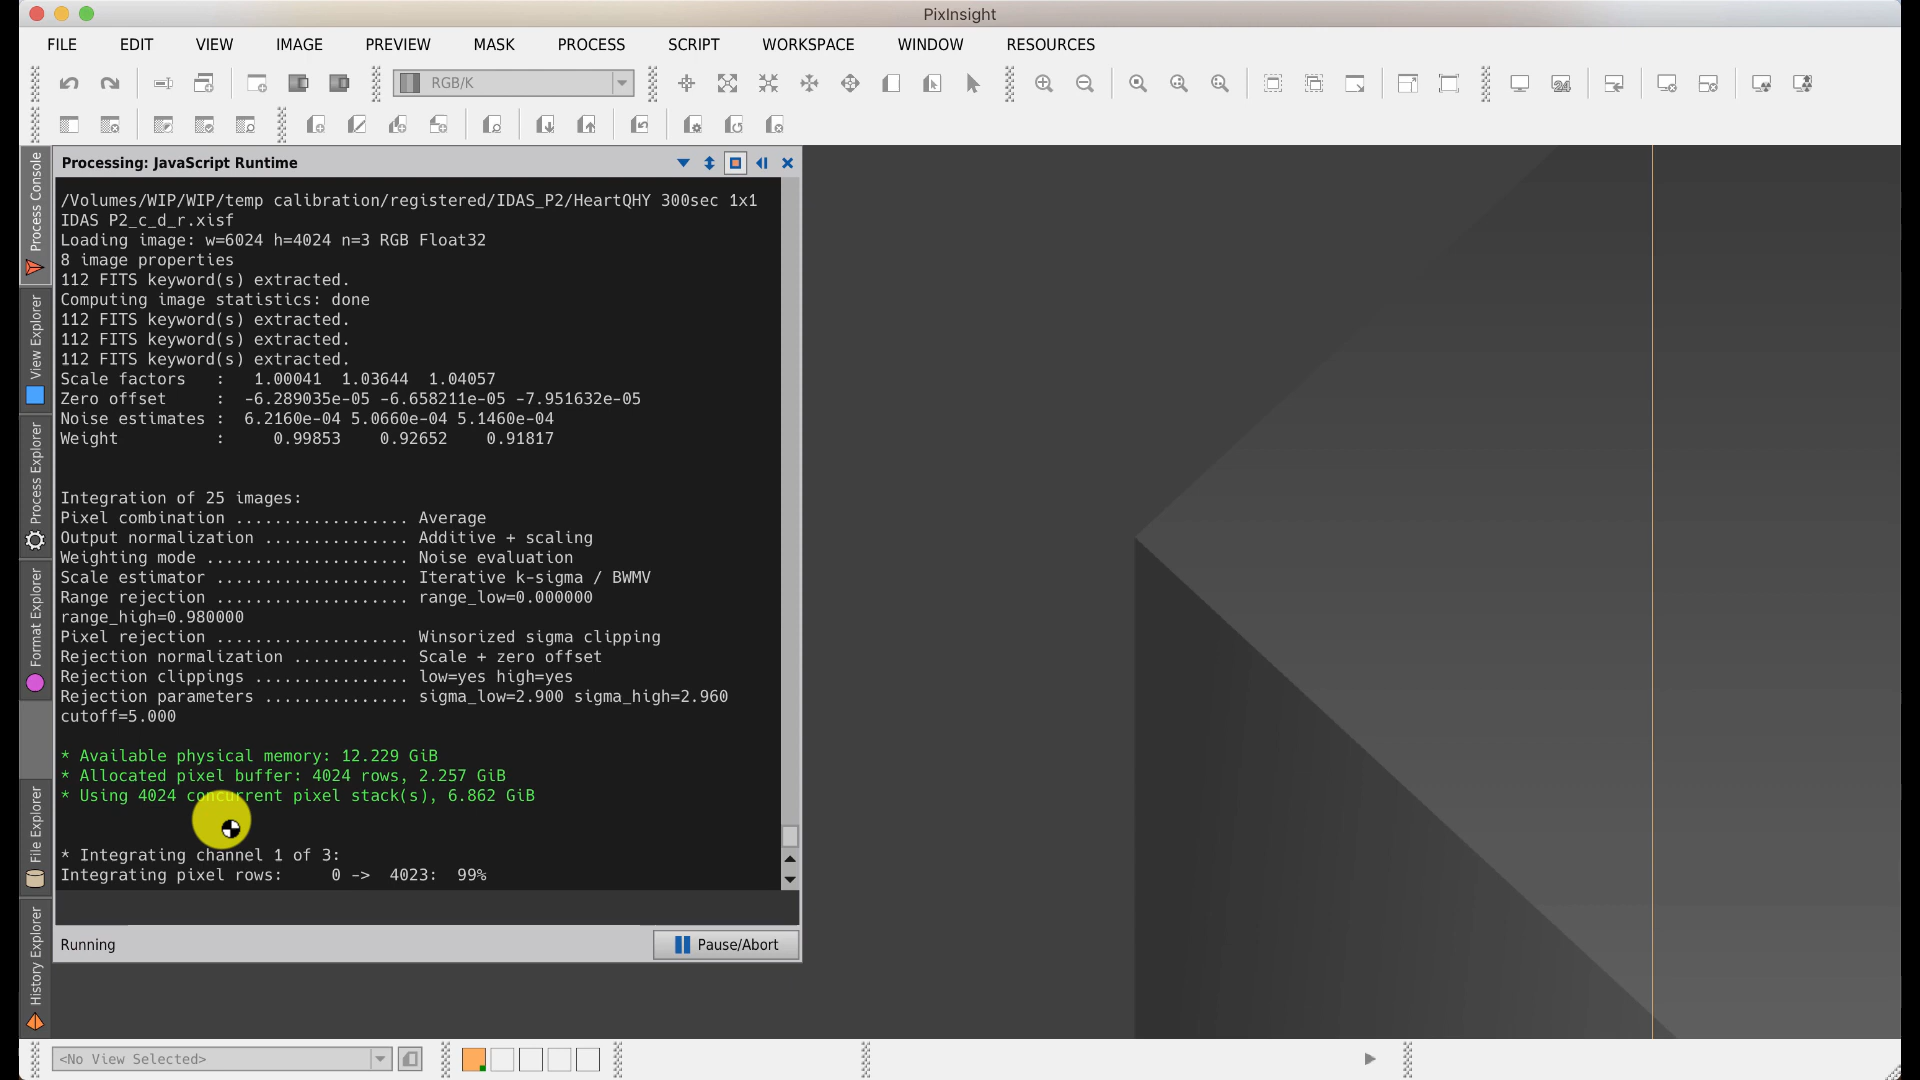 PixInsight
FILE EDIT VIEW IMAGE PREVIEW MASK PROCESS SCRIPT WORKSPACE WINDOW RESOURCES
RGB/K
24
Processing: JavaScript Runtime
Process Console
View Explorer
Process Explorer
Format Explorer
File Explorer
History Explorer
/Volumes/WIP/WIP/temp calibration/registered/IDAS_P2/HeartQHY 300sec 1x1
IDAS P2_c_d_r.xisf
Loading image: w=6024 h=4024 n=3 RGB Float32
8 image properties
112 FITS keyword(s) extracted.
Computing image statistics: done
112 FITS keyword(s) extracted.
112 FITS keyword(s) extracted.
112 FITS keyword(s) extracted.
Scale factors   :   1.00041  1.03644  1.04057
Zero offset     :  -6.289035e-05 -6.658211e-05 -7.951632e-05
Noise estimates :  6.2160e-04 5.0660e-04 5.1460e-04
Weight          :     0.99853    0.92652    0.91817
Integration of 25 images:
Pixel combination .................. Average
Output normalization ............... Additive + scaling
Weighting mode ..................... Noise evaluation
Scale estimator .................... Iterative k-sigma / BWMV
Range rejection .................... range_low=0.000000
range_high=0.980000
Pixel rejection .................... Winsorized sigma clipping
Rejection normalization ............ Scale + zero offset
Rejection clippings ................ low=yes high=yes
Rejection parameters ............... sigma_low=2.900 sigma_high=2.960
cutoff=5.000
* Available physical memory: 12.229 GiB
* Allocated pixel buffer: 4024 rows, 2.257 GiB
* Using 4024 concurrent pixel stack(s), 6.862 GiB
* Integrating channel 1 of 3:
Integrating pixel rows:     0 ->  4023:  99%
Running
Pause/Abort
<No View Selected>